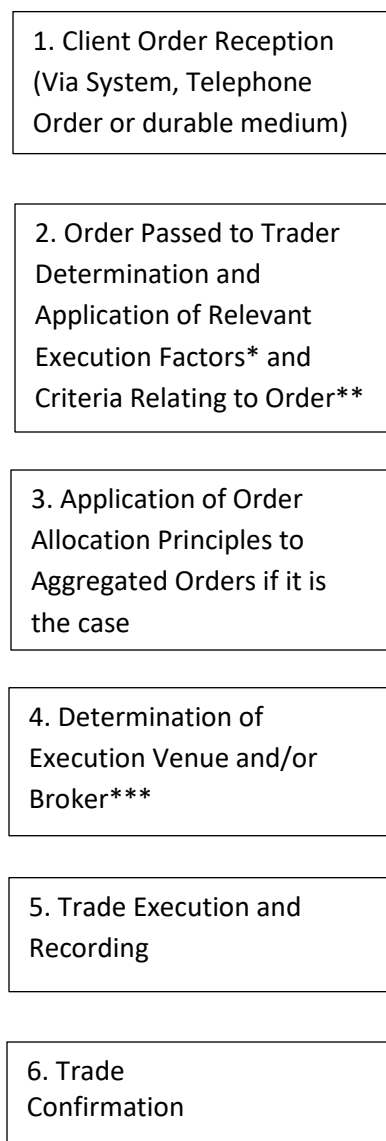 1. Client Order Reception
(Via System, Telephone
Order or durable medium)
2. Order Passed to Trader
Determination and
Application of Relevant
Execution Factors* and
Criteria Relating to Order**
3. Application of Order
Allocation Principles to
Aggregated Orders if it is
the case
4. Determination of
Execution Venue and/or
Broker***
5. Trade Execution and
Recording
6. Trade
Confirmation